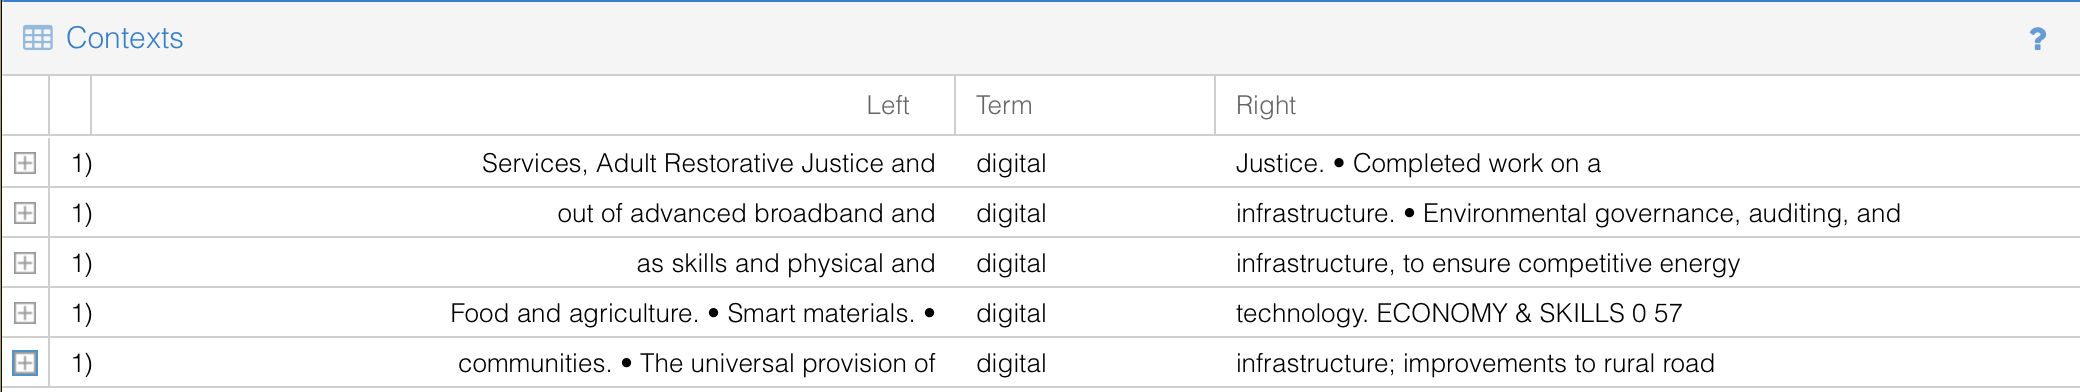 Contexts ?
Left Term Right
1) Services, Adult Restorative Justice and digital Justice. • Completed work on a
1) out of advanced broadband and digital infrastructure. • Environmental governance, auditing, and
1) as skills and physical and digital infrastructure, to ensure competitive energy
1) Food and agriculture. • Smart materials. • digital technology. ECONOMY & SKILLS 0 57
1) communities. • The universal provision of digital infrastructure; improvements to rural road